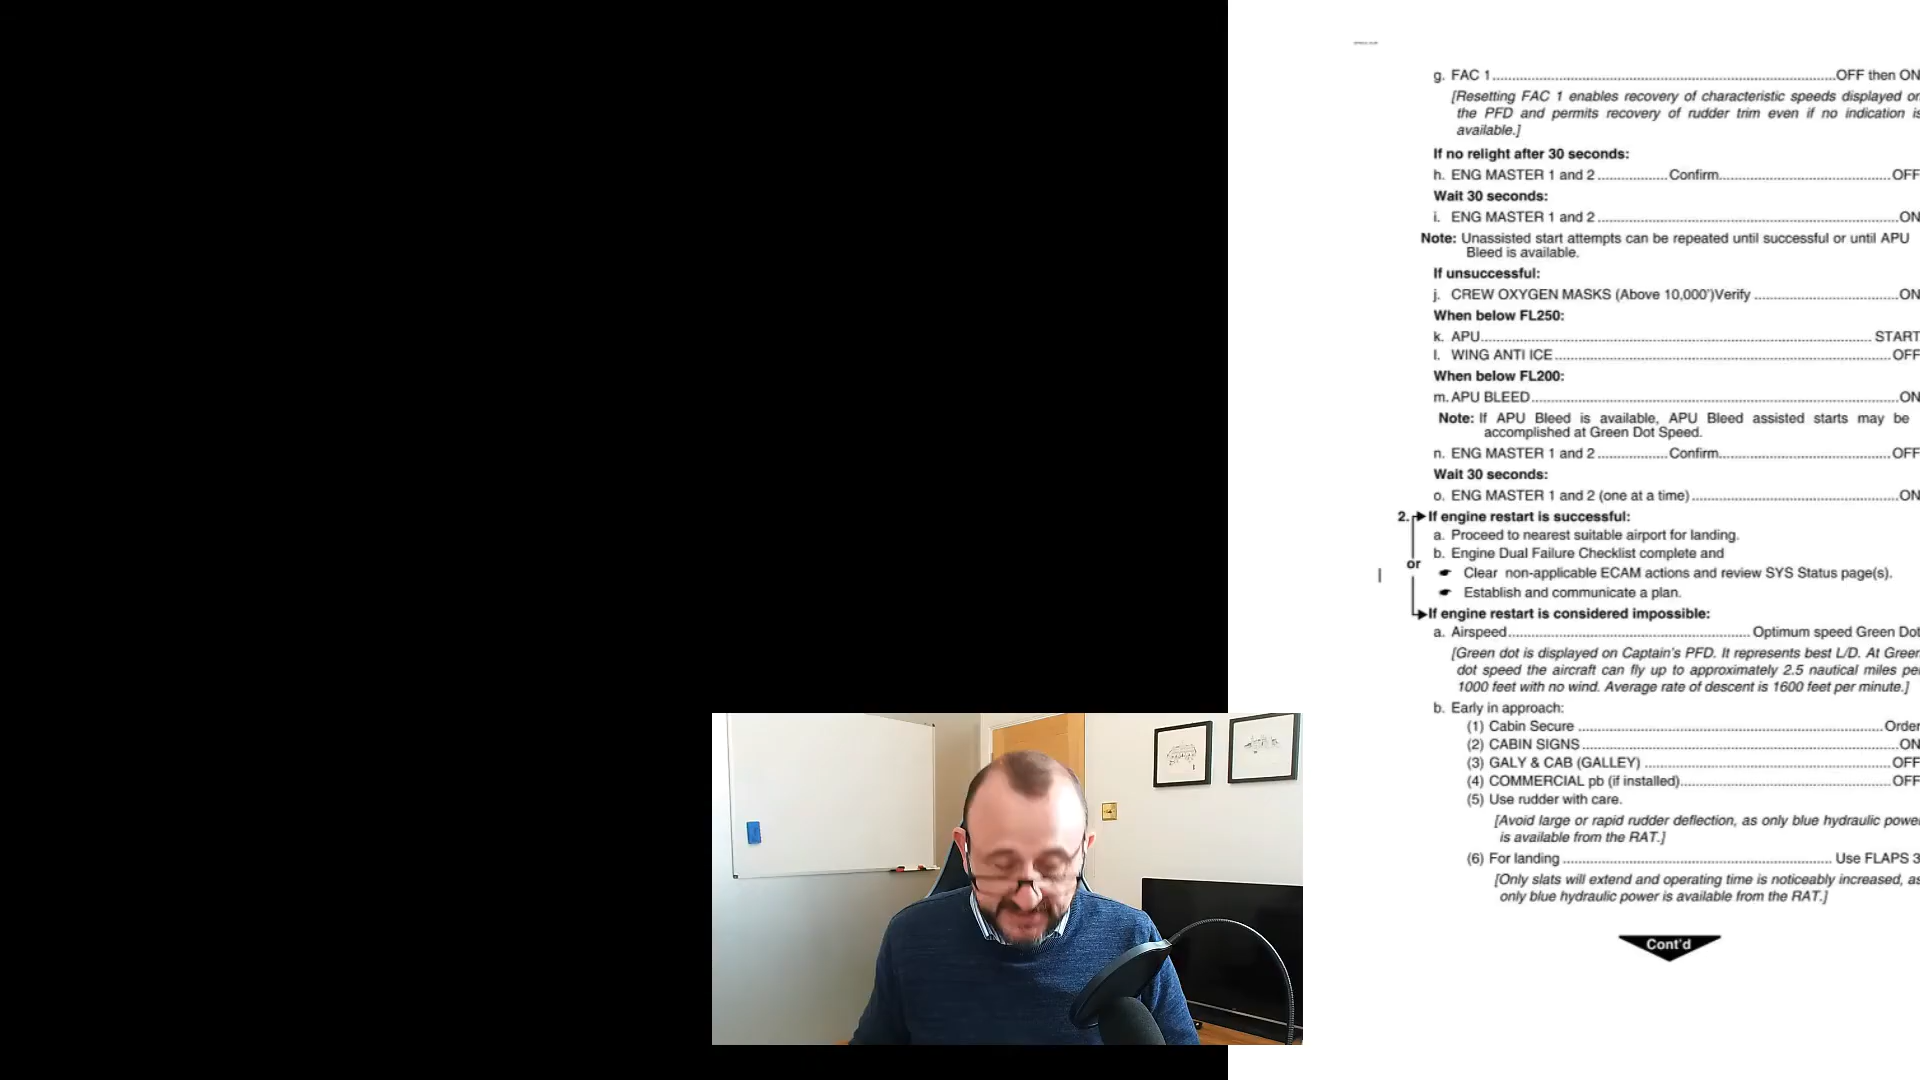 g. FAC 1 OFF then ON
[Resetting FAC 1 enables recovery of characteristic speeds displayed on
the PFD and permits recovery of rudder trim even if no indication is
available.]
If no relight after 30 seconds:
h. ENG MASTER 1 and 2 Confirm OFF
Wait 30 seconds:
i. ENG MASTER 1 and 2 ON
Note: Unassisted start attempts can be repeated until successful or until APU
Bleed is available.
If unsuccessful:
j. CREW OXYGEN MASKS (Above 10,000')Verify ON
When below FL250:
k. APU START
l. WING ANTI ICE OFF
When below FL200:
m. APU BLEED ON
Note: If APU Bleed is available, APU Bleed assisted starts may be
accomplished at Green Dot Speed.
n. ENG MASTER 1 and 2 Confirm OFF
Wait 30 seconds:
o. ENG MASTER 1 and 2 (one at a time) ON
2. If engine restart is successful:
a. Proceed to nearest suitable airport for landing.
b. Engine Dual Failure Checklist complete and
or
Clear non-applicable ECAM actions and review SYS Status page(s).
Establish and communicate a plan.
If engine restart is considered impossible:
a. Airspeed Optimum speed Green Dot
[Green dot is displayed on Captain's PFD. It represents best L/D. At Green
dot speed the aircraft can fly up to approximately 2.5 nautical miles per
1000 feet with no wind. Average rate of descent is 1600 feet per minute.]
b. Early in approach:
(1) Cabin Secure Order
(2) CABIN SIGNS ON
(3) GALY & CAB (GALLEY) OFF
(4) COMMERCIAL pb (if installed) OFF
(5) Use rudder with care.
[Avoid large or rapid rudder deflection, as only blue hydraulic power
is available from the RAT.]
(6) For landing Use FLAPS 3
[Only slats will extend and operating time is noticeably increased, as
only blue hydraulic power is available from the RAT.]
Cont'd